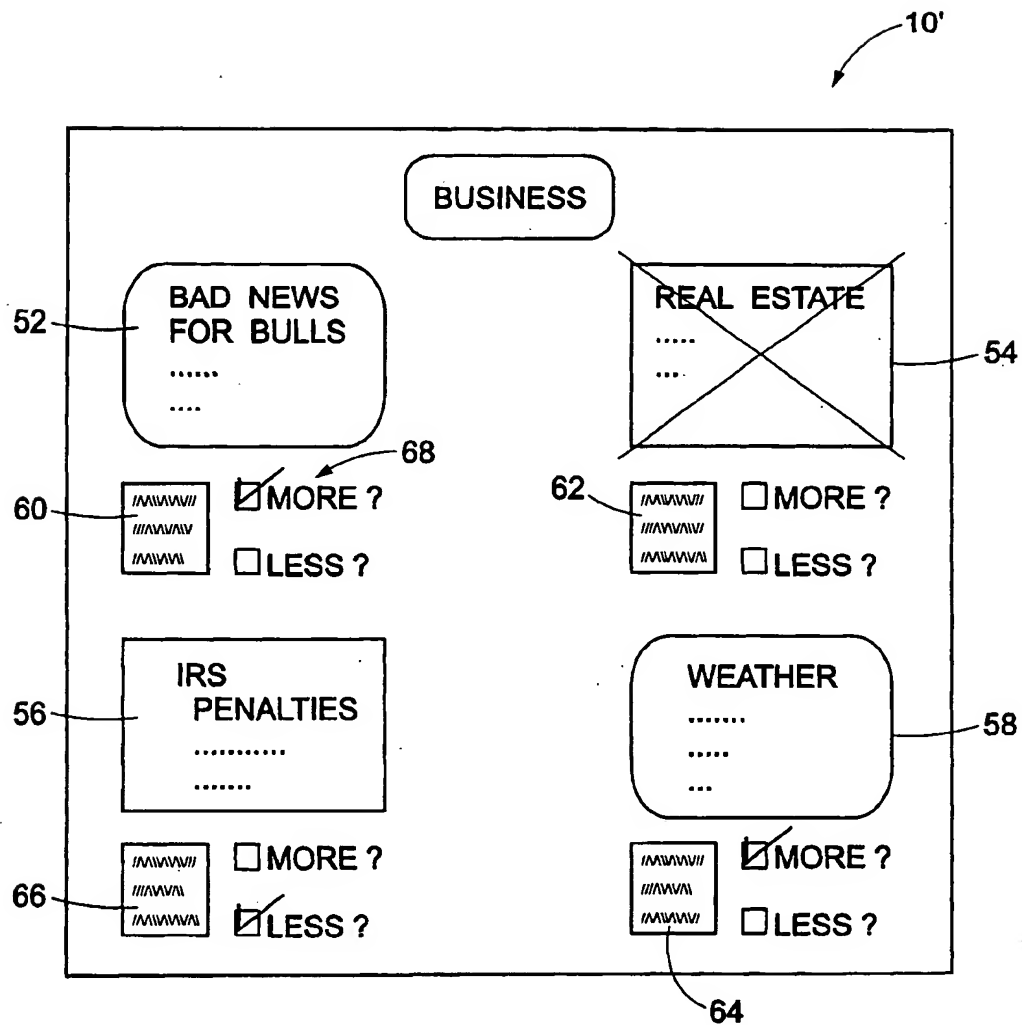 10'
BUSINESS
BAD NEWS
FOR BULLS
52
REAL ESTATE
54
68
60
MORE ?
LESS ?
62
MORE ?
LESS ?
IRS
PENALTIES
56
WEATHER
58
66
MORE ?
LESS ?
MORE ?
LESS ?
64